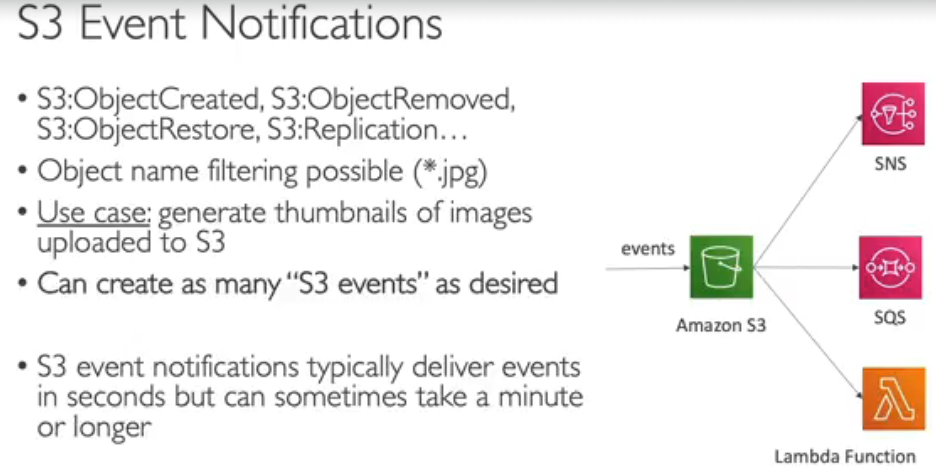 S3 Event Notifications
• S3:ObjectCreated, S3:ObjectRemoved,
S3:ObjectRestore, S3:Replication…
• Object name filtering possible (*.jpg)
• Use case: generate thumbnails of images
uploaded to S3
• Can create as many “S3 events” as desired
• S3 event notifications typically deliver events
in seconds but can sometimes take a minute
or longer
events
Amazon S3
SNS
SQS
Lambda Function